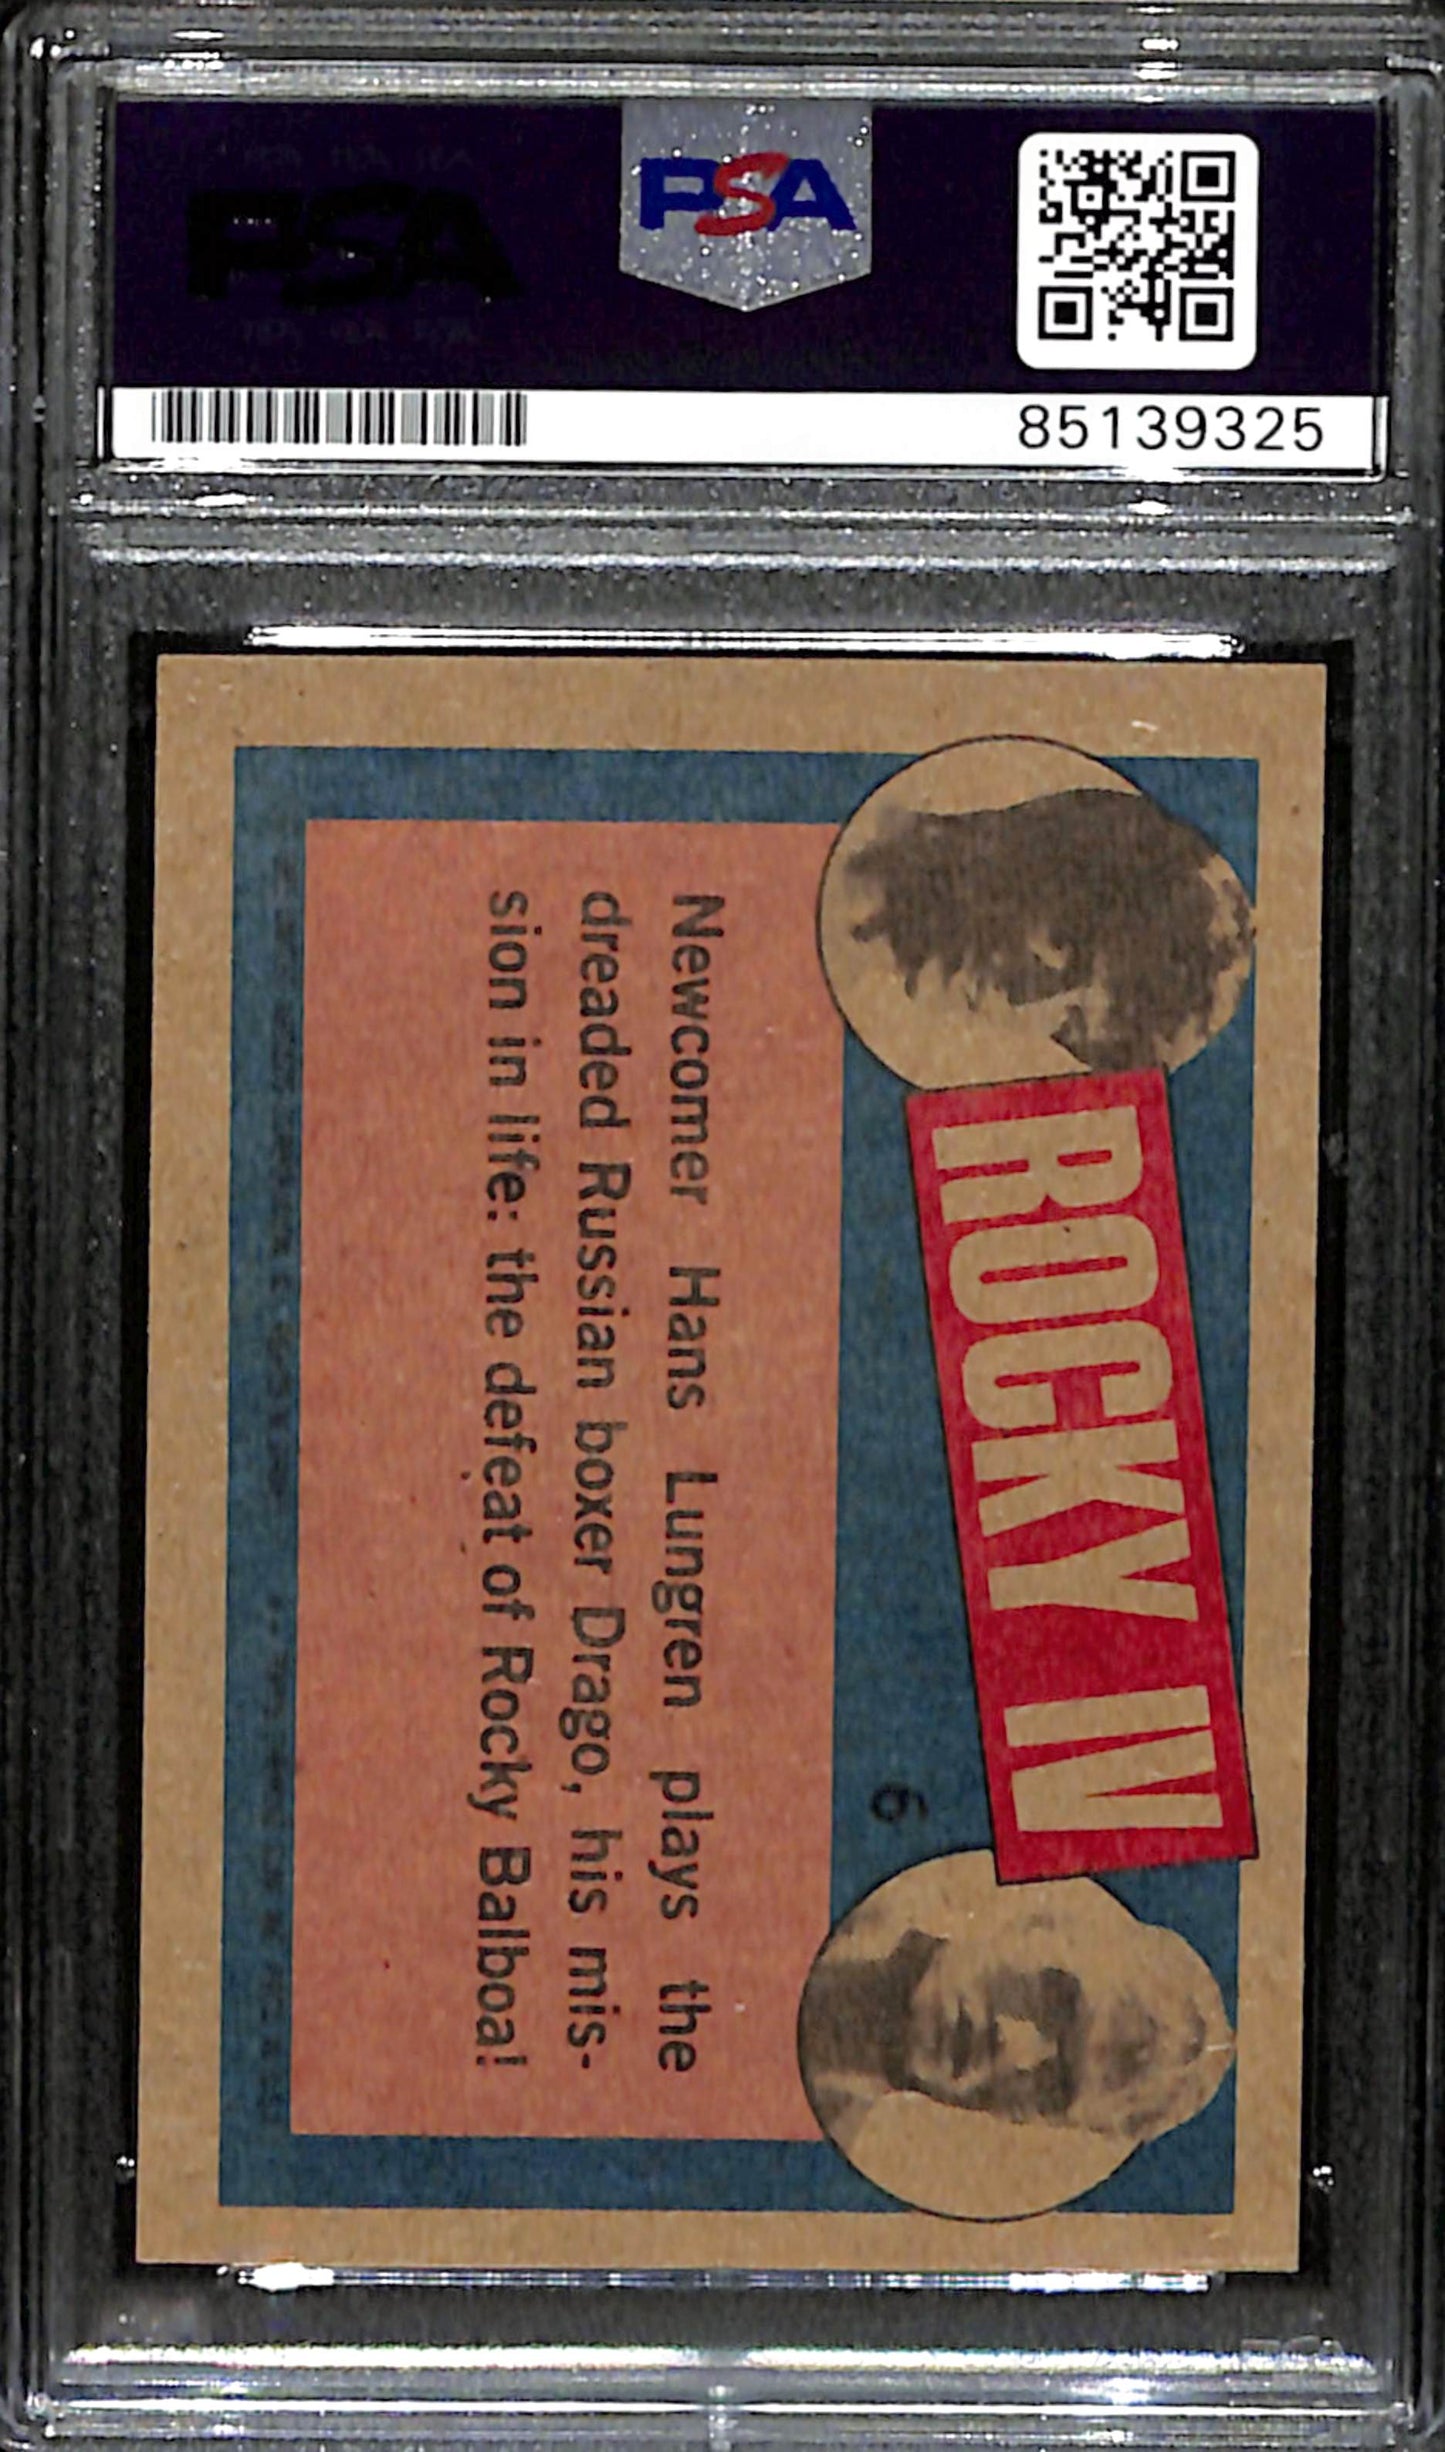 PSA
PSA
85139325
ROCKY IV
6
Newcomer Hans Lungren plays the
dreaded Russian boxer Drago, his mis-
sion in life: the defeat of Rocky Balboa!